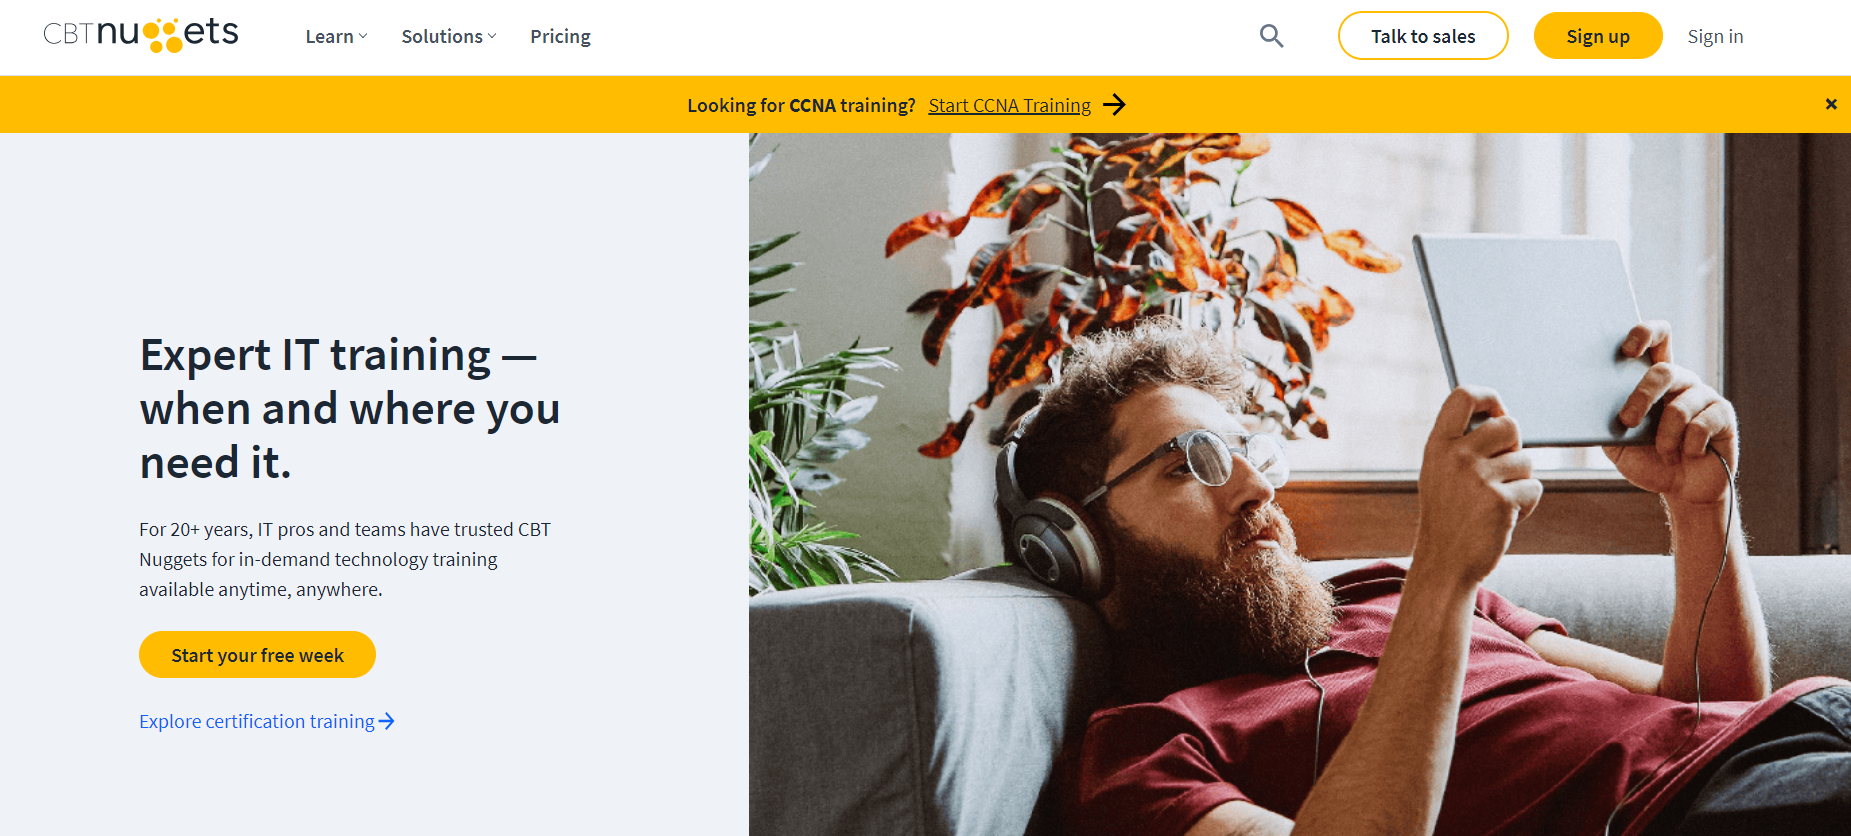 CBTnuggets
Learn
Solutions
Pricing
Talk to sales
Sign up
Sign in
Looking for CCNA training? Start CCNA Training
Expert IT training —
when and where you
need it.
For 20+ years, IT pros and teams have trusted CBT
Nuggets for in-demand technology training
available anytime, anywhere.
Start your free week
Explore certification training